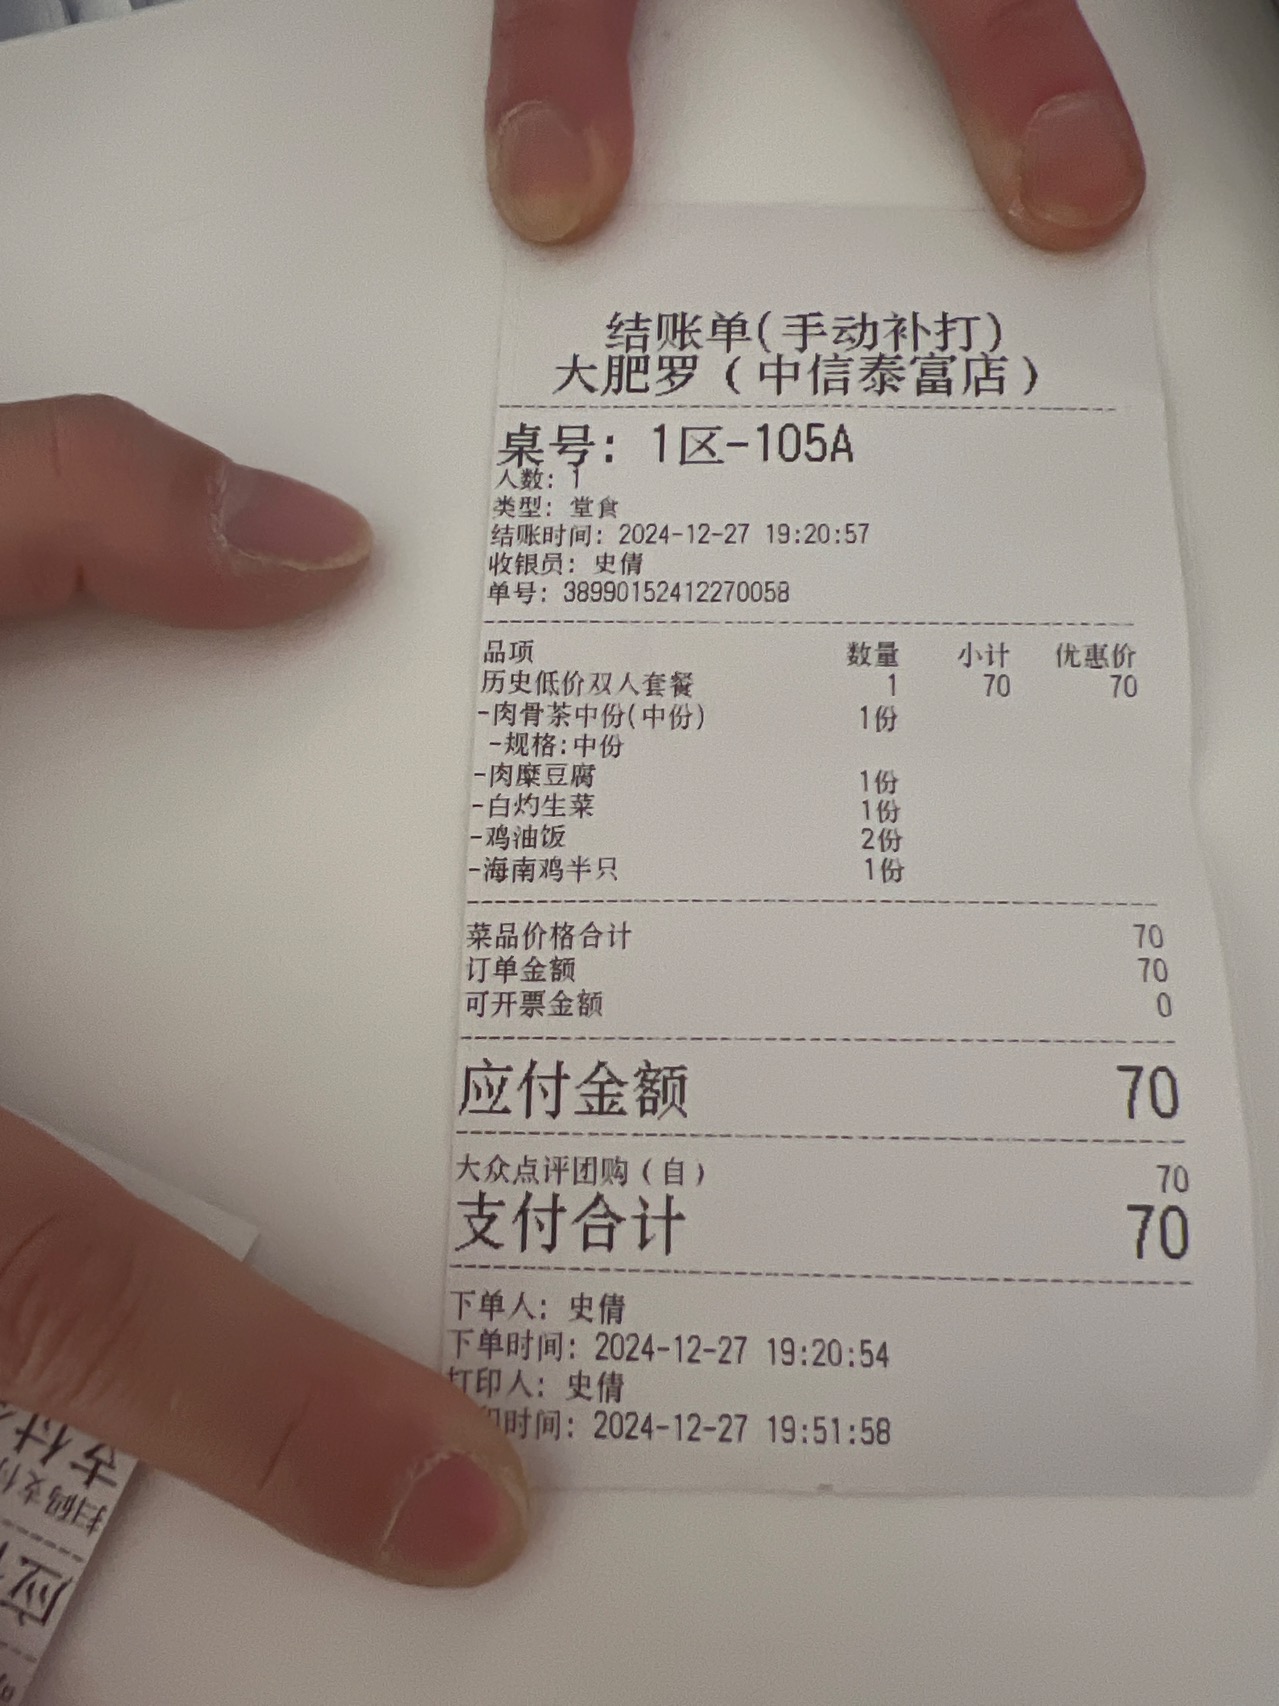 结账单(手动补打)
大肥罗（中信泰富店）
桌号: 1区-105A
人数: 1
类型: 堂食
结账时间: 2024-12-27 19:20:57
收银员: 史倩
单号: 38990152412270058
品项 数量 小计 优惠价
历史低价双人套餐 1 70 70
-肉骨茶中份(中份) 1份
-规格:中份
-肉糜豆腐 1份
-白灼生菜 1份
-鸡油饭 2份
-海南鸡半只 1份
菜品价格合计 70
订单金额 70
可开票金额 0
应付金额 70
大众点评团购（自） 70
支付合计 70
下单人: 史倩
下单时间: 2024-12-27 19:20:54
打印人: 史倩
印时间: 2024-12-27 19:51:58
支付
扫码支付
应